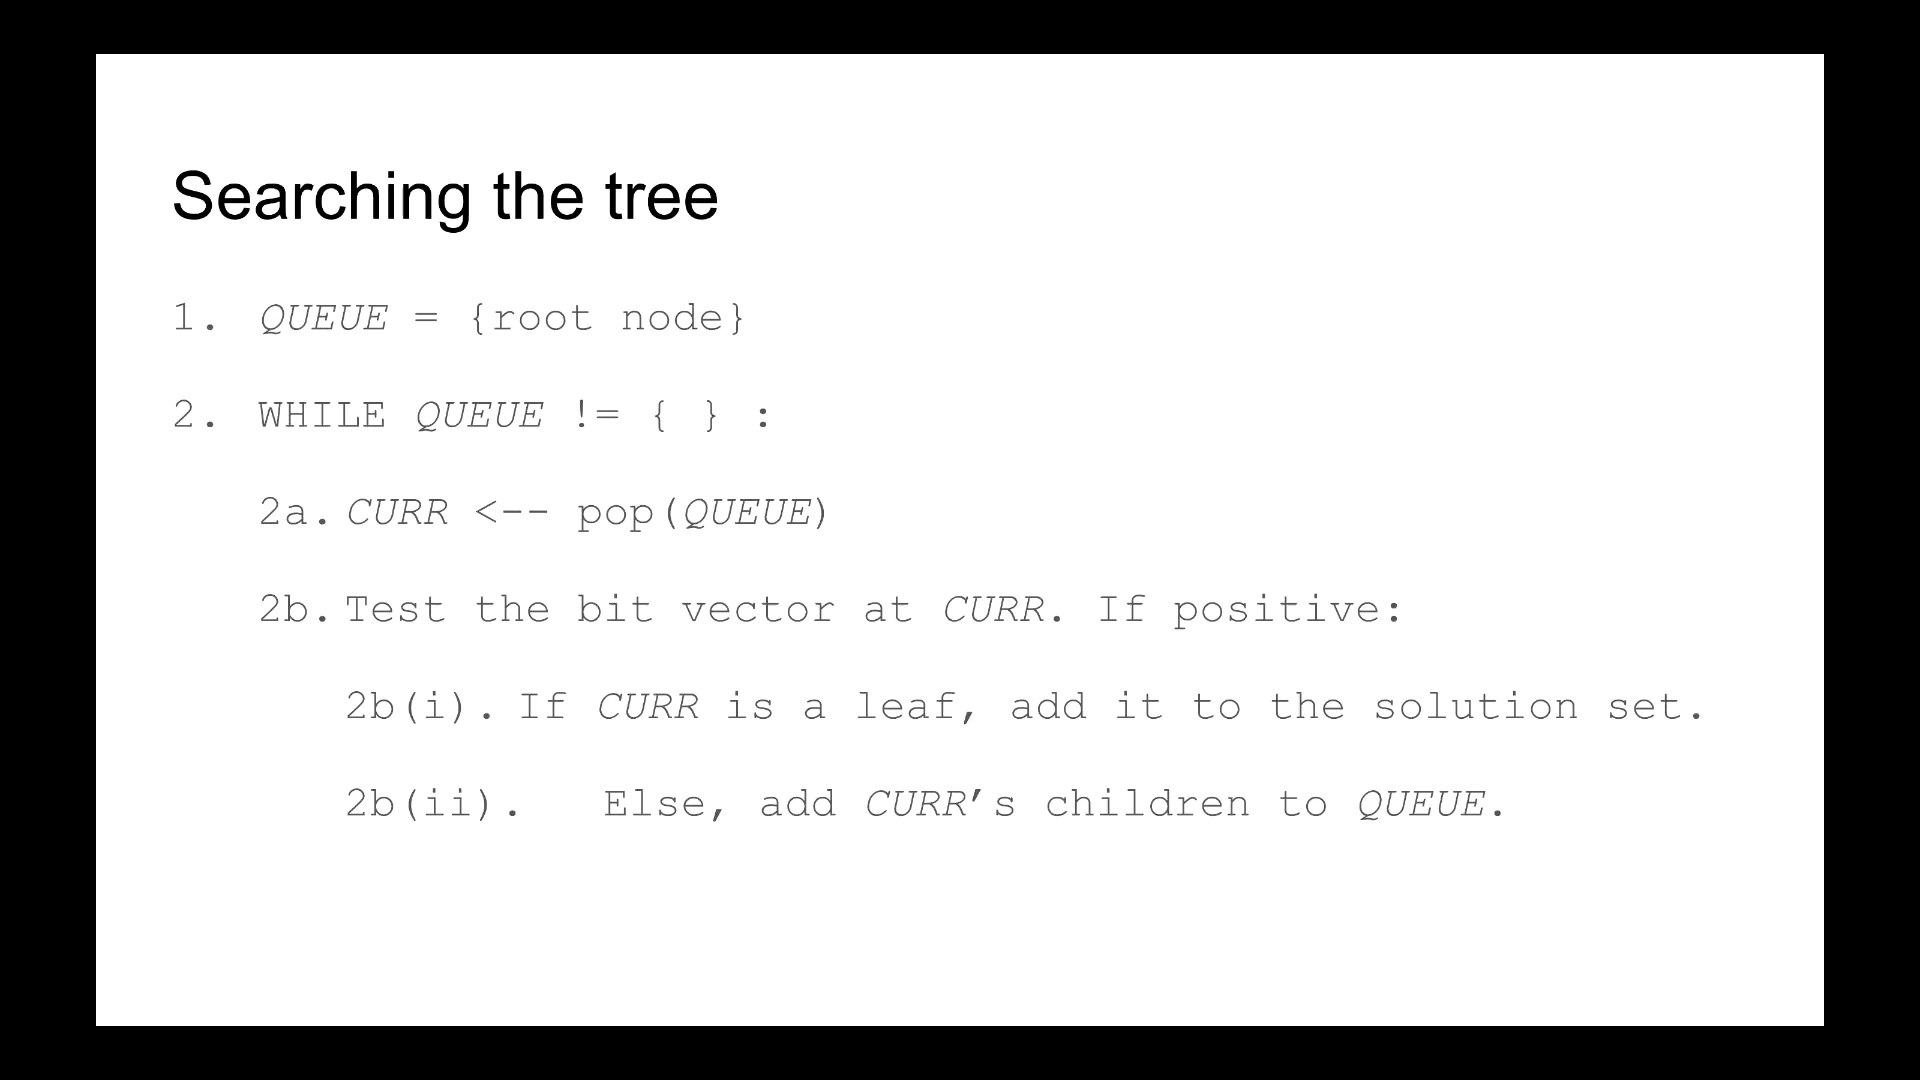 Searching the tree
1. QUEUE = {root node}
2. WHILE QUEUE != { } :
2a. CURR <-- pop(QUEUE)
2b. Test the bit vector at CURR. If positive:
2b(i). If CURR is a leaf, add it to the solution set.
2b(ii). Else, add CURR’s children to QUEUE.